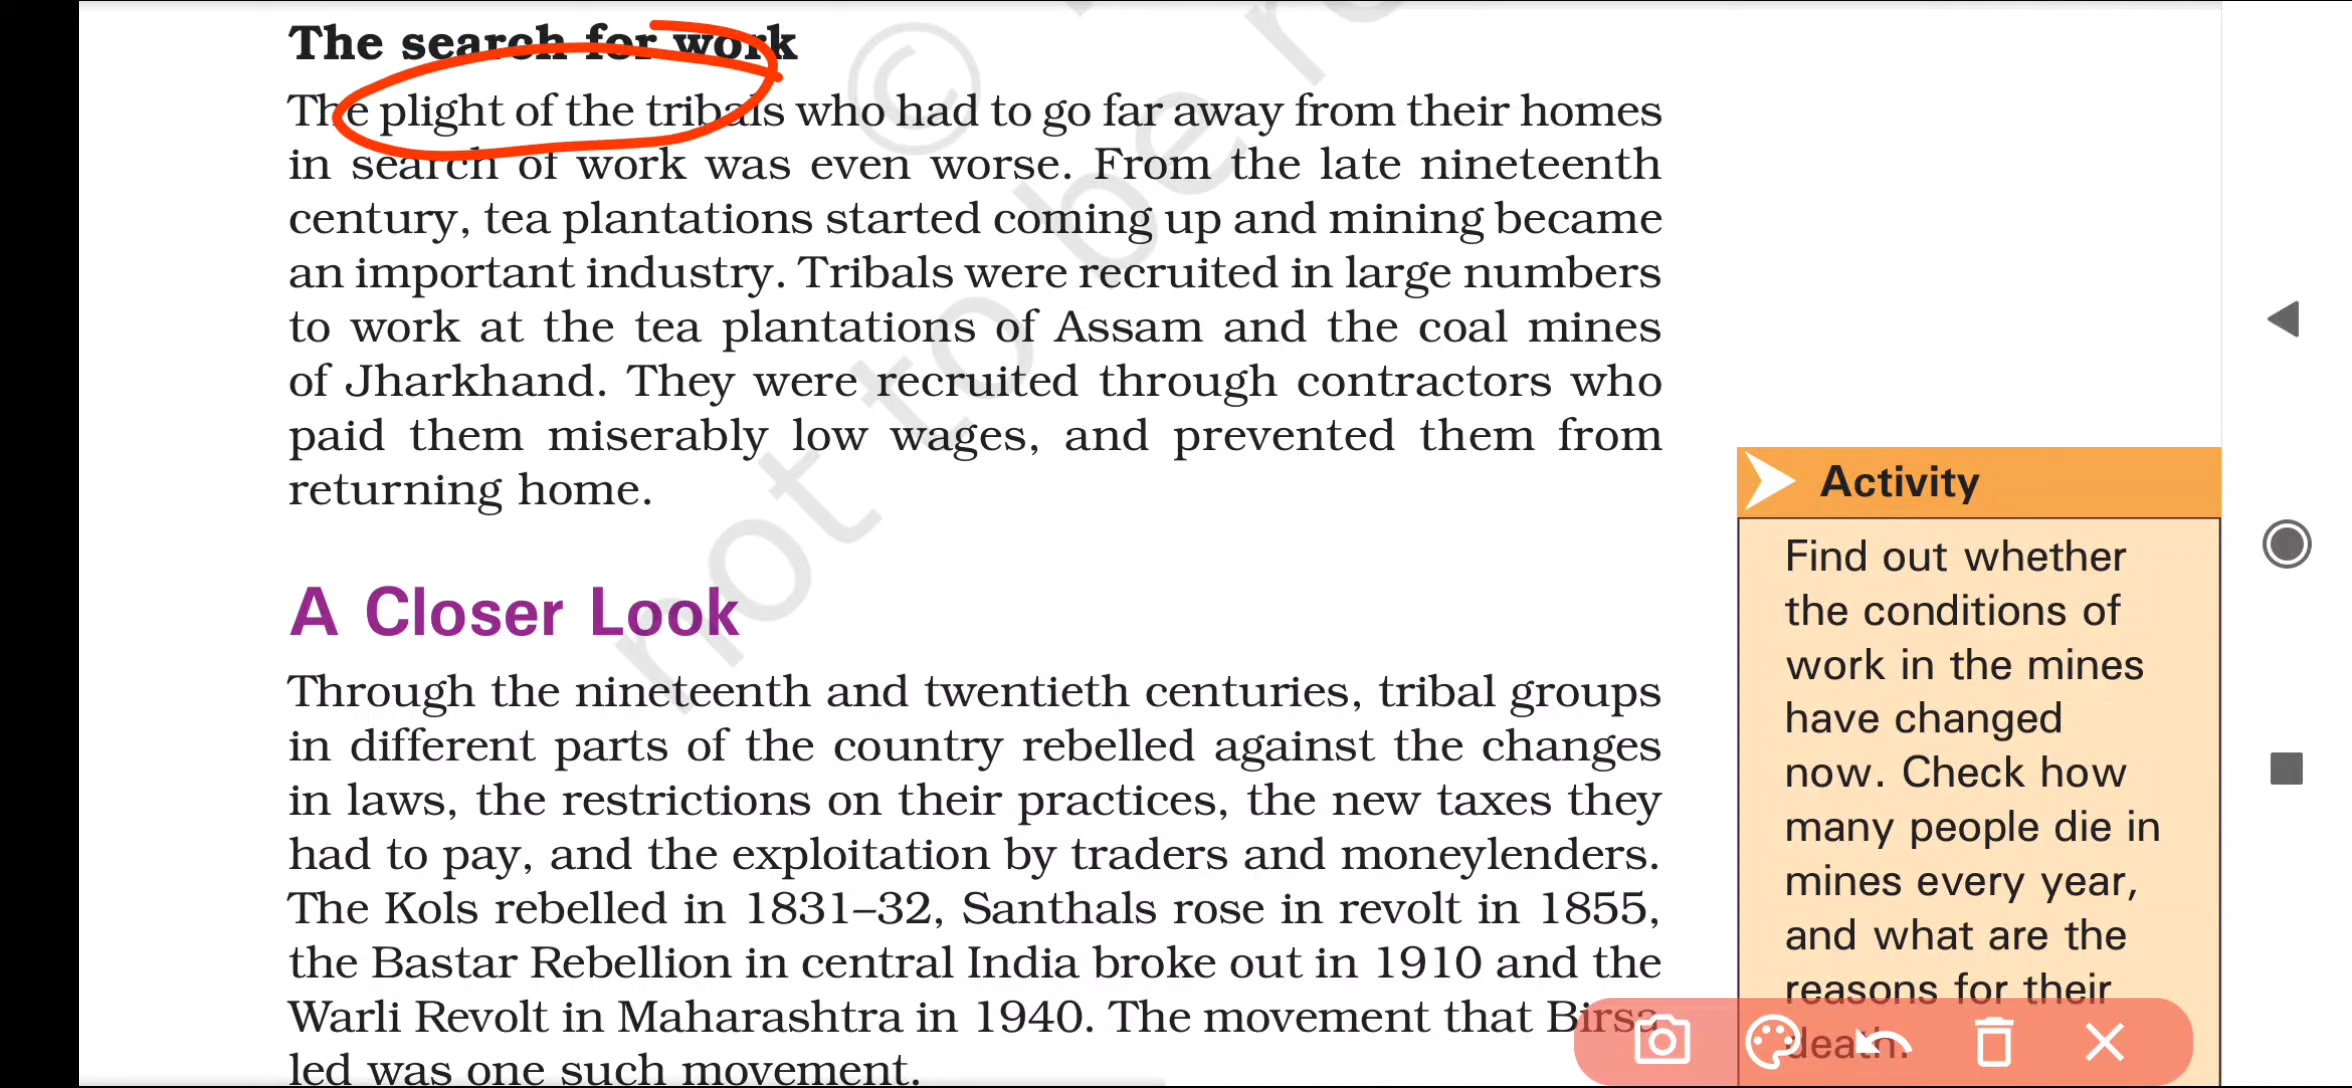 The search for work
The plight of the tribals who had to go far away from their homes
in search of work was even worse. From the late nineteenth
century, tea plantations started coming up and mining became
an important industry. Tribals were recruited in large numbers
to work at the tea plantations of Assam and the coal mines
of Jharkhand. They were recruited through contractors who
paid them miserably low wages, and prevented them from
returning home.
A Closer Look
Through the nineteenth and twentieth centuries, tribal groups
in different parts of the country rebelled against the changes
in laws, the restrictions on their practices, the new taxes they
had to pay, and the exploitation by traders and moneylenders.
The Kols rebelled in 1831–32, Santhals rose in revolt in 1855,
the Bastar Rebellion in central India broke out in 1910 and the
Warli Revolt in Maharashtra in 1940. The movement that Birsa
led was one such movement.
Activity
Find out whether
the conditions of
work in the mines
have changed
now. Check how
many people die in
mines every year,
and what are the
reasons for their
death.
© not to be r